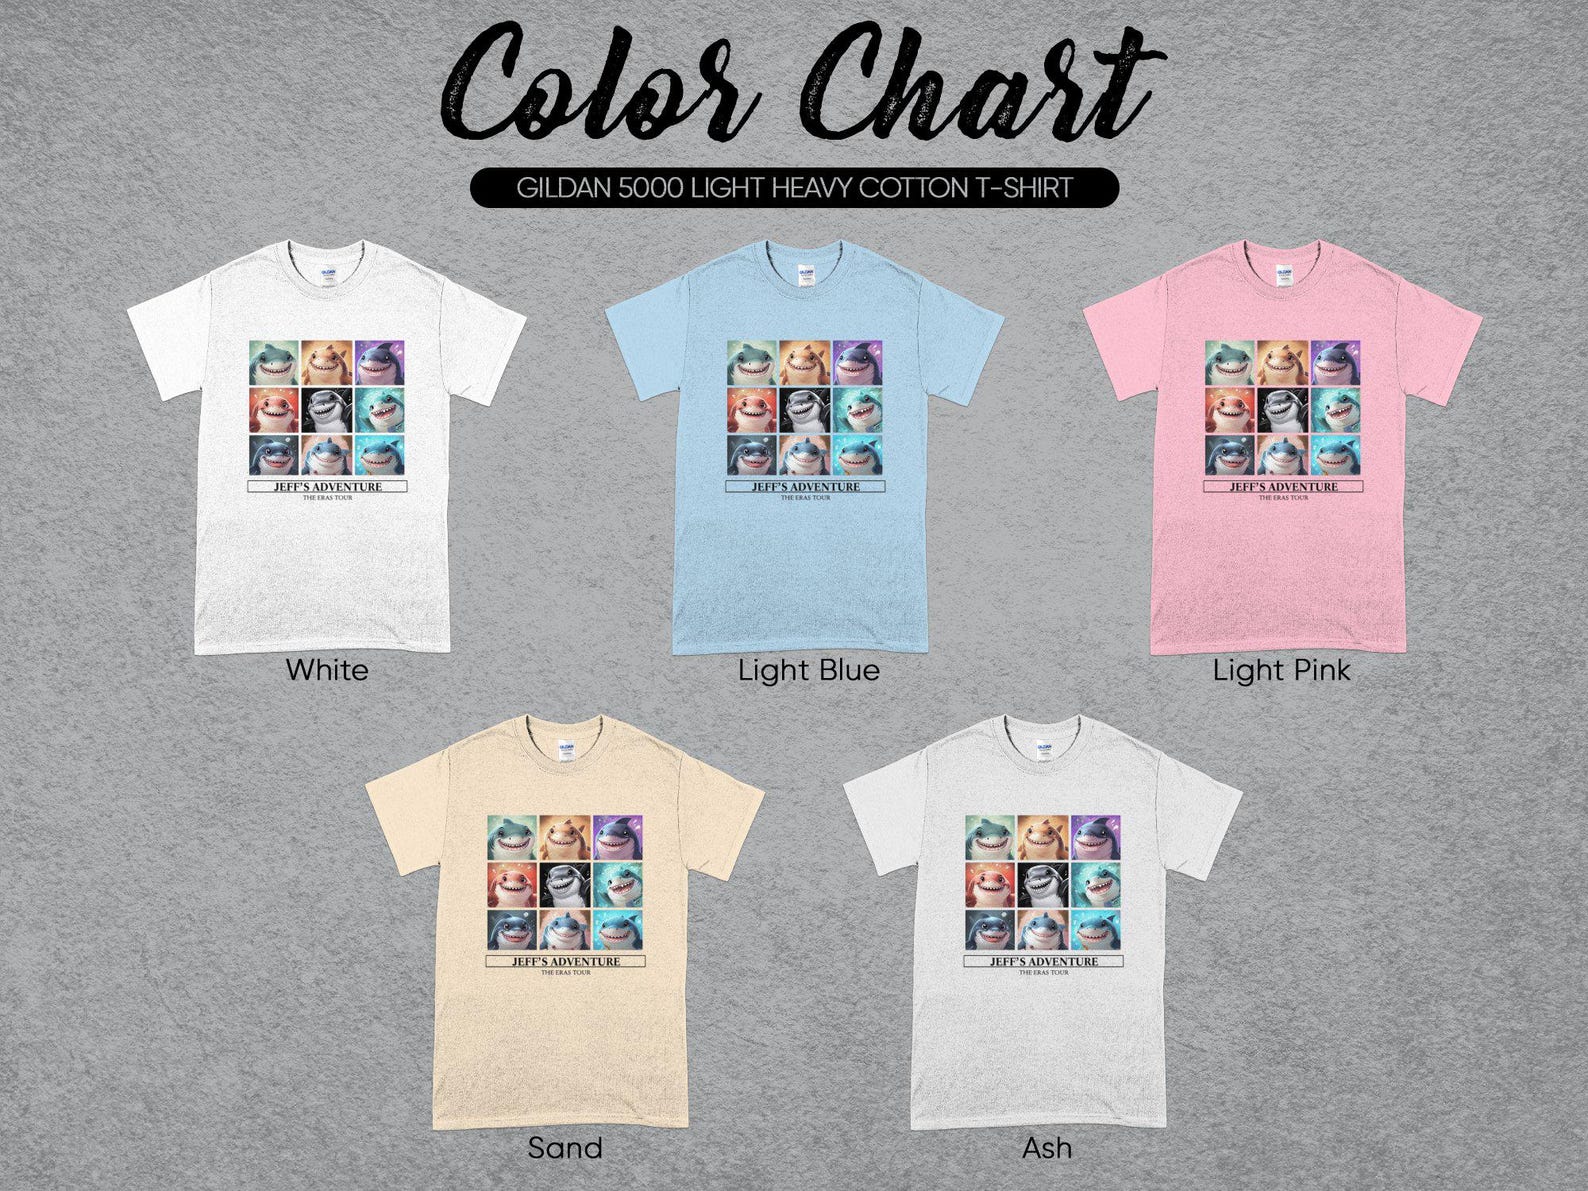 Color Chart
GILDAN 5000 LIGHT HEAVY COTTON T-SHIRT
GILDAN
GILDAN
GILDAN
JEFF'S ADVENTURE
THE ERAS TOUR
JEFF'S ADVENTURE
THE ERAS TOUR
JEFF'S ADVENTURE
THE ERAS TOUR
White
Light Blue
Light Pink
GILDAN
GILDAN
JEFF'S ADVENTURE
THE ERAS TOUR
JEFF'S ADVENTURE
THE ERAS TOUR
Sand
Ash